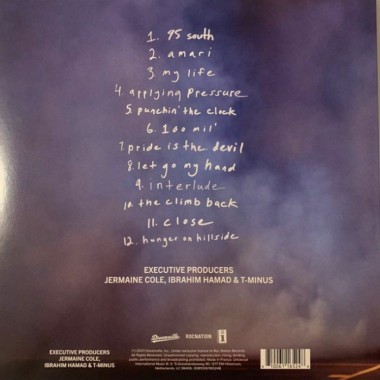 1. 95 south
2. amari
3. my life
4. applying pressure
5. punchin' the clock
6. 100 mil'
7. pride is the devil
8. let go my hand
9. interlude
10. the climb back
11. close
12. hunger on hillside
EXECUTIVE PRODUCERS
JERMAINE COLE, IBRAHIM HAMAD & T-MINUS
EXECUTIVE PRODUCERS
JERMAINE COLE,
IBRAHIM HAMAD & T-MINUS
Dreamville ROCNATION